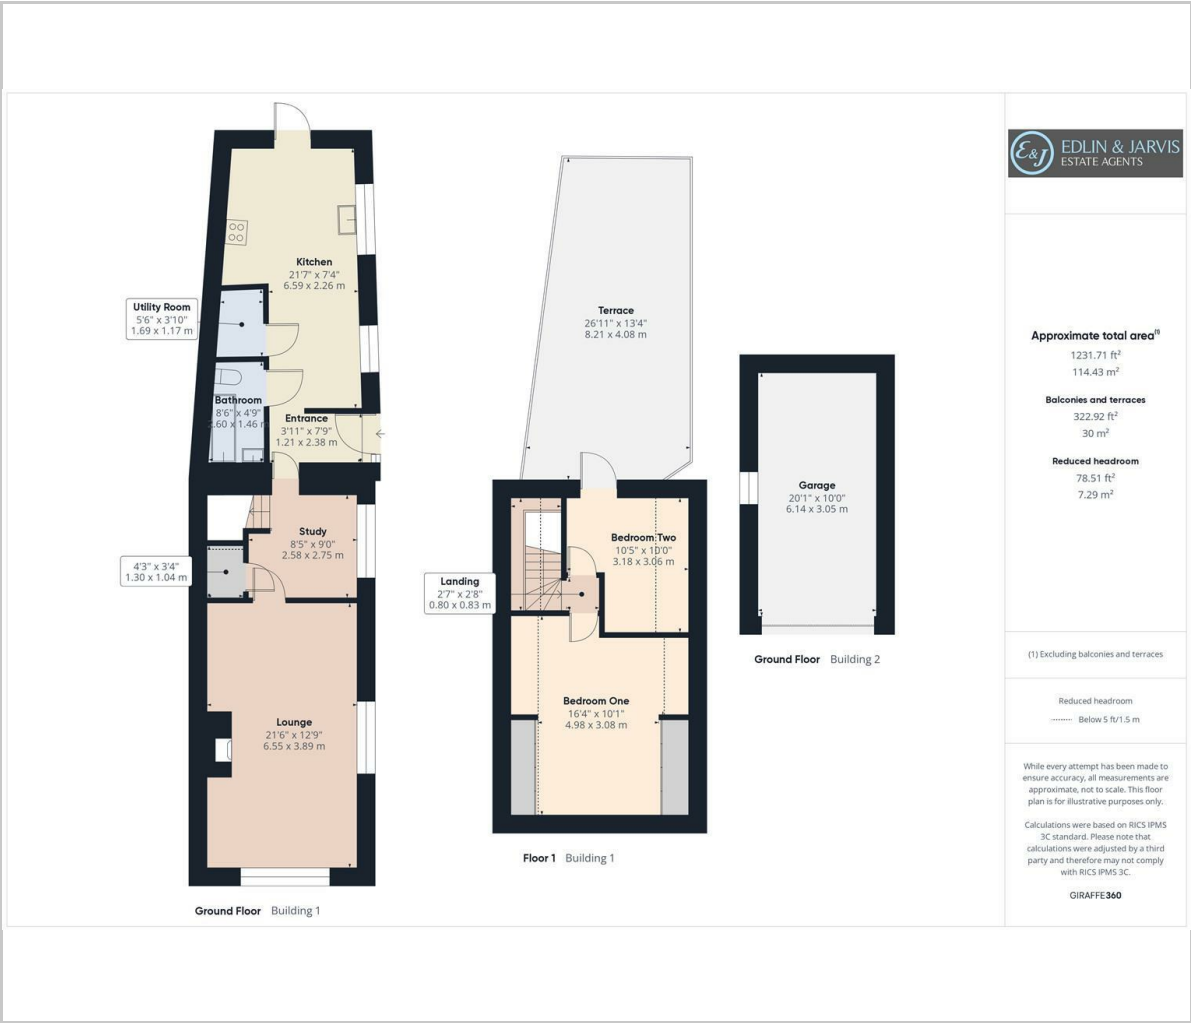 Kitchen
21'7" x 7'4"
6.59 x 2.26 m
Utility Room
5'6" x 3'10"
1.69 x 1.17 m
Bathroom
8'6" x 4'9"
2.60 x 1.46 m
Entrance
3'11" x 7'9"
1.21 x 2.38 m
Study
8'5" x 9'0"
2.58 x 2.75 m
4'3" x 3'4"
1.30 x 1.04 m
Lounge
21'6" x 12'9"
6.55 x 3.89 m
Ground Floor Building 1
Terrace
26'11" x 13'4"
8.21 x 4.08 m
Bedroom Two
10'5" x 10'0"
3.18 x 3.06 m
Landing
2'7" x 2'8"
0.80 x 0.83 m
Bedroom One
16'4" x 10'1"
4.98 x 3.08 m
Floor 1 Building 1
Garage
20'1" x 10'0"
6.14 x 3.05 m
Ground Floor Building 2
E&J
EDLIN & JARVIS
ESTATE AGENTS
Approximate total area(1)
1231.71 ft²
114.43 m²
Balconies and terraces
322.92 ft²
30 m²
Reduced headroom
78.51 ft²
7.29 m²
(1) Excluding balconies and terraces
Reduced headroom
Below 5 ft/1.5 m
While every attempt has been made to
ensure accuracy, all measurements are
approximate, not to scale. This floor
plan is for illustrative purposes only.
Calculations were based on RICS IPMS
3C standard. Please note that
calculations were adjusted by a third
party and therefore may not comply
with RICS IPMS 3C.
GIRAFFE360